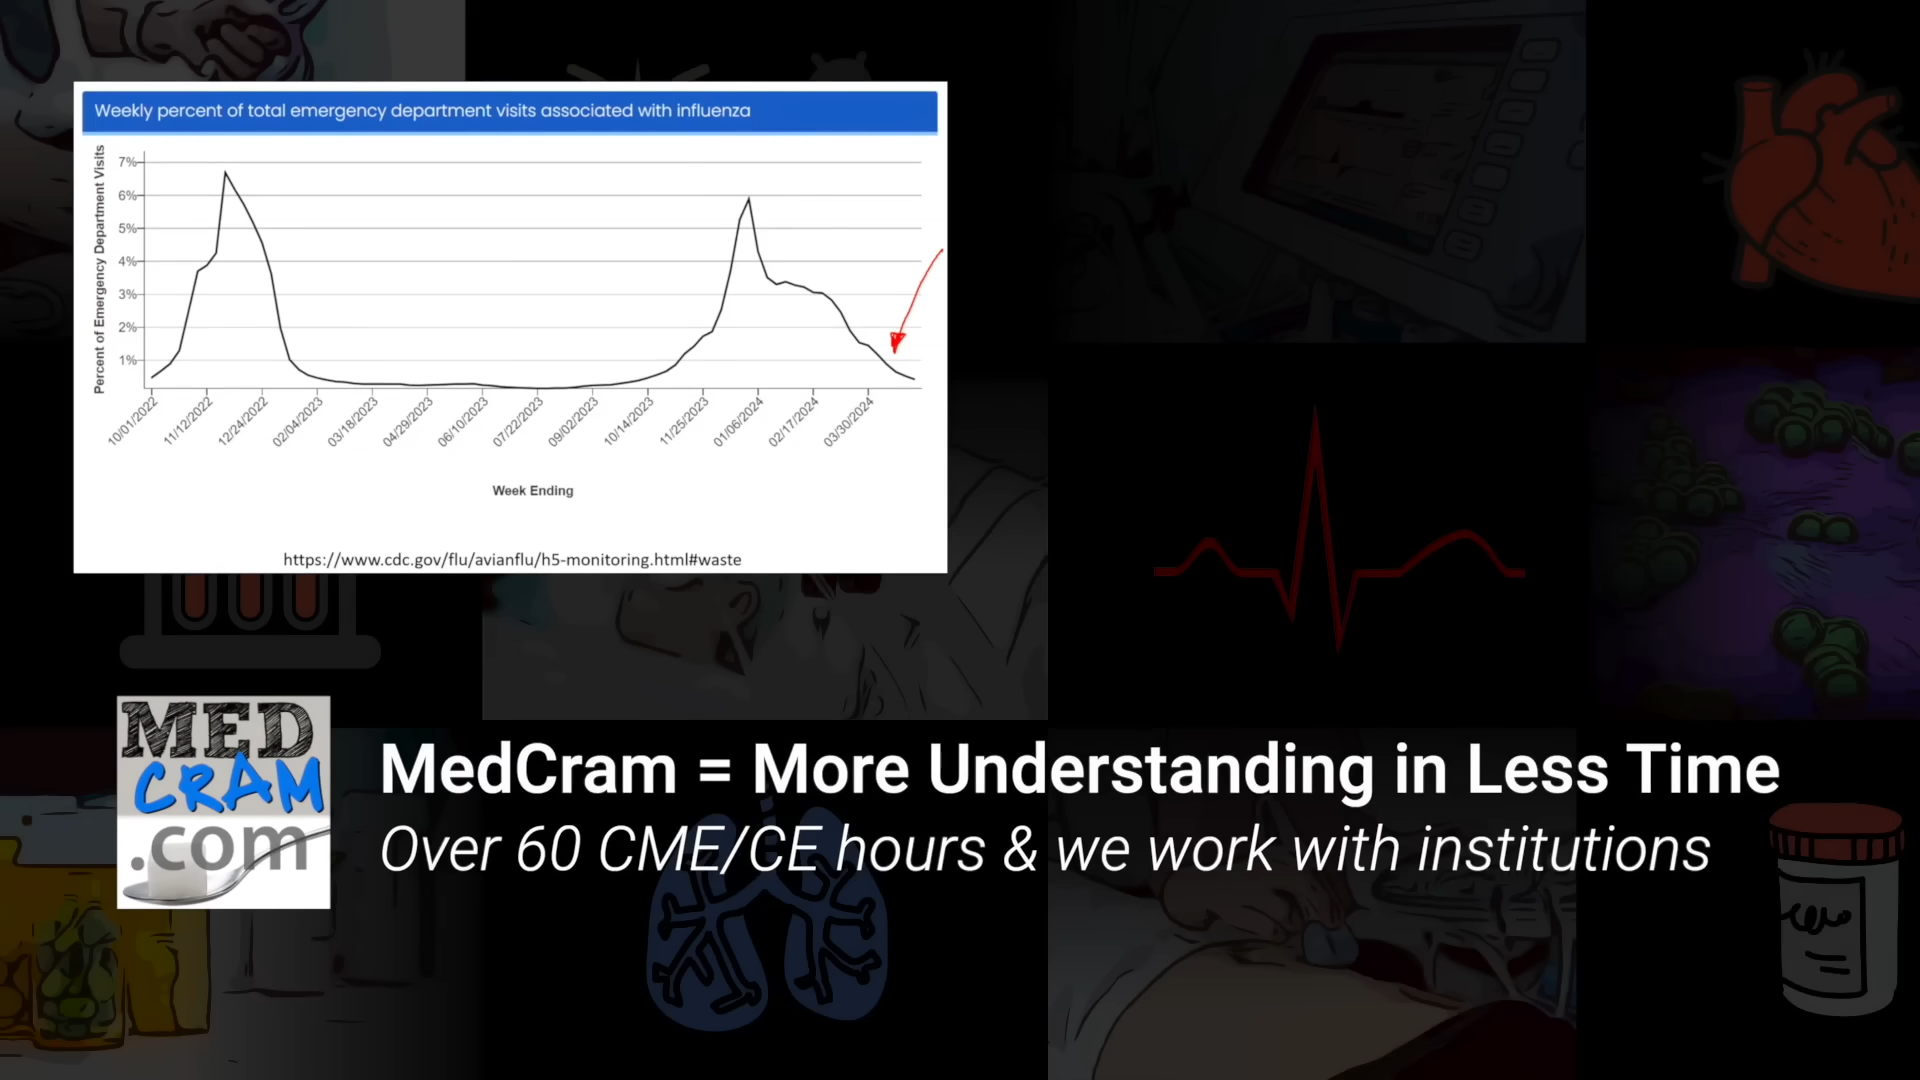 Weekly percent of total emergency department visits associated with influenza
Percent of Emergency Department Visits
7%
6%
5%
4%
3%
2%
1%
10/01/2022
11/12/2022
12/24/2022
02/04/2023
03/18/2023
04/29/2023
06/10/2023
07/22/2023
09/02/2023
10/14/2023
11/25/2023
01/06/2024
02/17/2024
03/30/2024
Week Ending
https://www.cdc.gov/flu/avianflu/h5-monitoring.html#waste
MED
CRAM
.com
MedCram = More Understanding in Less Time
Over 60 CME/CE hours & we work with institutions